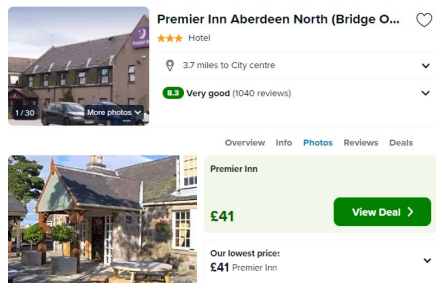 Premier Inn Aberdeen North (Bridge O...
Hotel
3.7 miles to City centre
8.3 Very good (1040 reviews)
1 / 30 More photos
Overview Info Photos Reviews Deals
Premier Inn
£41
View Deal
Our lowest price:
£41 Premier Inn